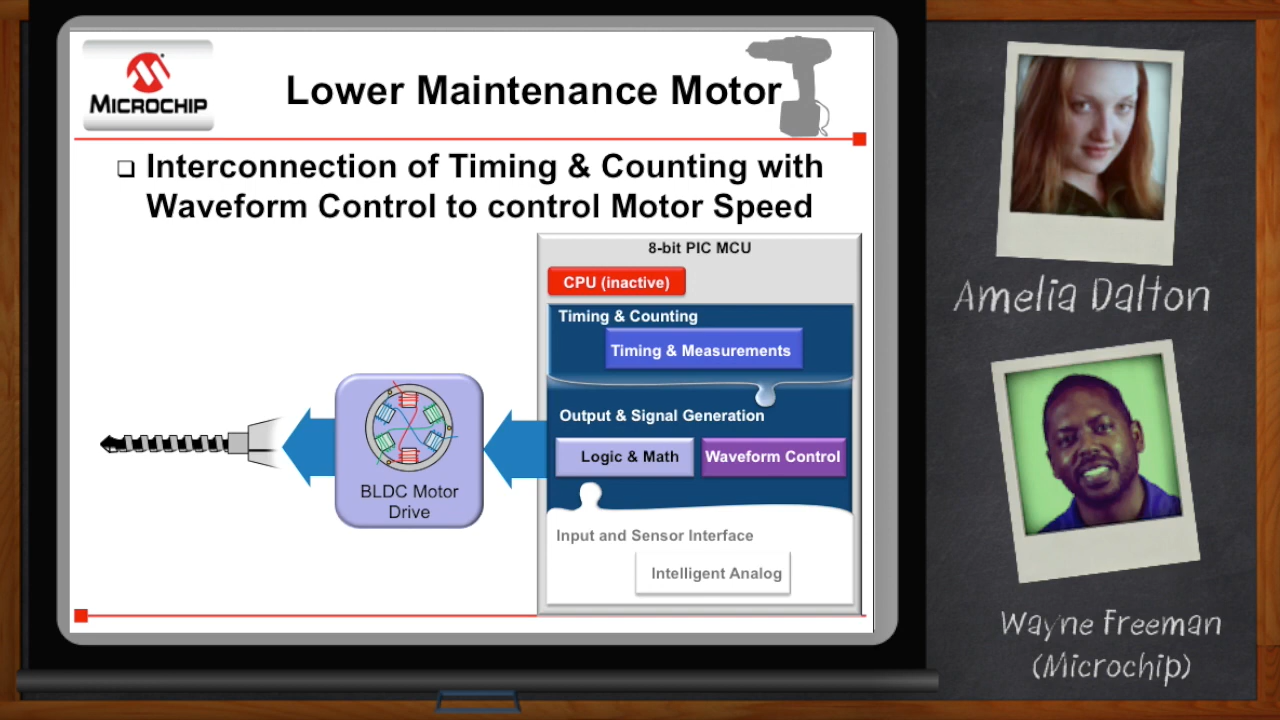 MICROCHIP
Lower Maintenance Motor
Interconnection of Timing & Counting with
Waveform Control to control Motor Speed
8-bit PIC MCU
CPU (inactive)
Timing & Counting
Timing & Measurements
Output & Signal Generation
Logic & Math
Waveform Control
BLDC Motor
Drive
Input and Sensor Interface
Intelligent Analog
Amelia Dalton
Wayne Freeman
(Microchip)